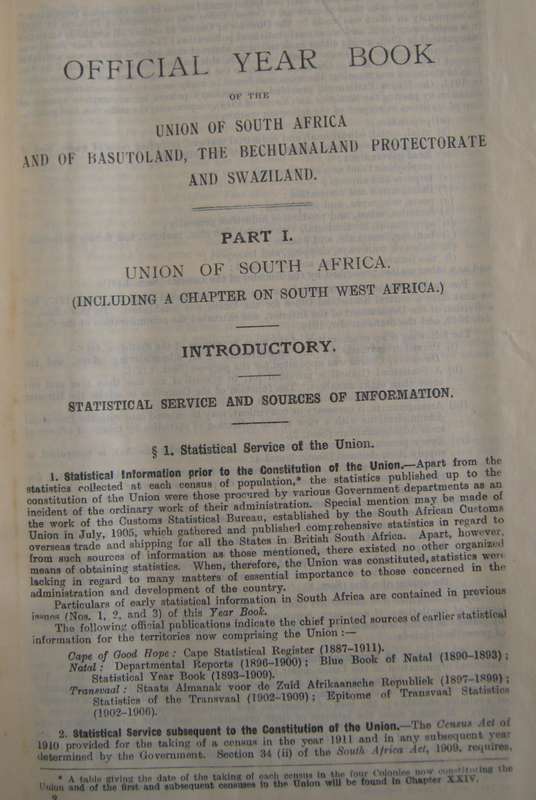 OFFICIAL YEAR BOOK
OF THE
UNION OF SOUTH AFRICA
AND OF BASUTOLAND, THE BECHUANALAND PROTECTORATE
AND SWAZILAND.
PART I.
UNION OF SOUTH AFRICA.
(INCLUDING A CHAPTER ON SOUTH WEST AFRICA.)
INTRODUCTORY.
STATISTICAL SERVICE AND SOURCES OF INFORMATION.
§ 1. Statistical Service of the Union.
1. Statistical Information prior to the Constitution of the Union.—Apart from the
statistics collected at each census of population,* the statistics published up to the
constitution of the Union were those procured by various Government departments as an
incident of the ordinary work of their administration. Special mention may be made of
the work of the Customs Statistical Bureau, established by the South African Customs
Union in July, 1905, which gathered and published comprehensive statistics in regard to
overseas trade and shipping for all the States in British South Africa. Apart, however,
from such sources of information as those mentioned, there existed no other organized
means of obtaining statistics. When, therefore, the Union was constituted, statistics were
lacking in regard to many matters of essential importance to those concerned in the
administration and development of the country.
Particulars of early statistical information in South Africa are contained in previous
issues (Nos. 1, 2, and 3) of this Year Book.
The following official publications indicate the chief printed sources of earlier statistical
information for the territories now comprising the Union :—
Cape of Good Hope : Cape Statistical Register (1887-1911).
Natal : Departmental Reports (1896-1900) ; Blue Book of Natal (1890-1893) ;
Statistical Year Book (1893-1909).
Transvaal : Staats Almanak voor de Zuid Afrikaansche Republiek (1897-1899) ;
Statistics of the Transvaal (1902-1909) ; Epitome of Transvaal Statistics
(1902-1906).
2. Statistical Service subsequent to the Constitution of the Union.—The Census Act of
1910 provided for the taking of a census in the year 1911 and in any subsequent year
determined by the Government. Section 34 (ii) of the South Africa Act, 1909, requires,
* A table giving the date of the taking of each census in the four Colonies now constituting the
Union and of the first and subsequent censuses in the Union will be found in Chapter XXIV.
2